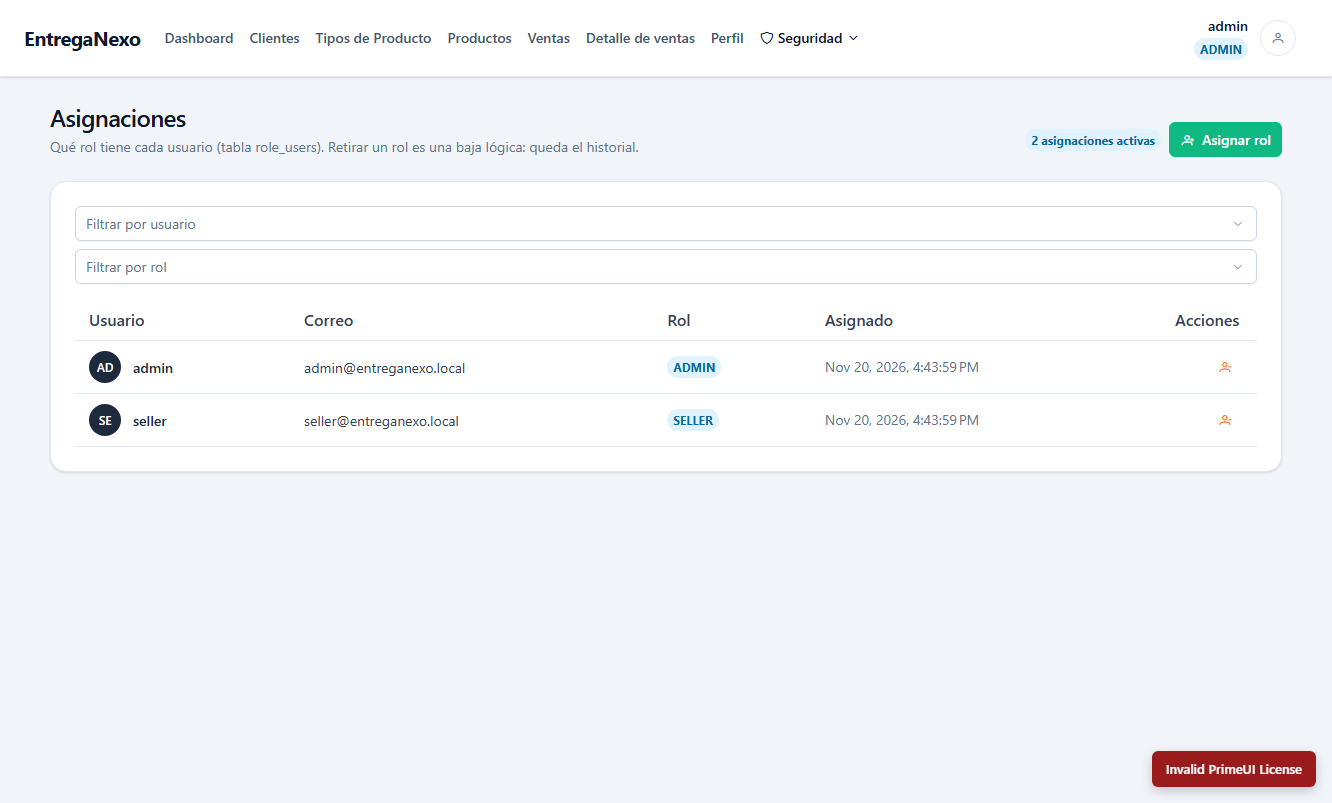 EntregaNexo Dashboard Clientes Tipos de Producto Productos Ventas Detalle de ventas Perfil Seguridad
admin
ADMIN
Asignaciones
Qué rol tiene cada usuario (tabla role_users). Retirar un rol es una baja lógica: queda el historial.
2 asignaciones activas
Asignar rol
Filtrar por usuario
Filtrar por rol
Usuario Correo Rol Asignado Acciones
AD admin admin@entreganexo.local ADMIN Nov 20, 2026, 4:43:59 PM
SE seller seller@entreganexo.local SELLER Nov 20, 2026, 4:43:59 PM
Invalid PrimeUI License